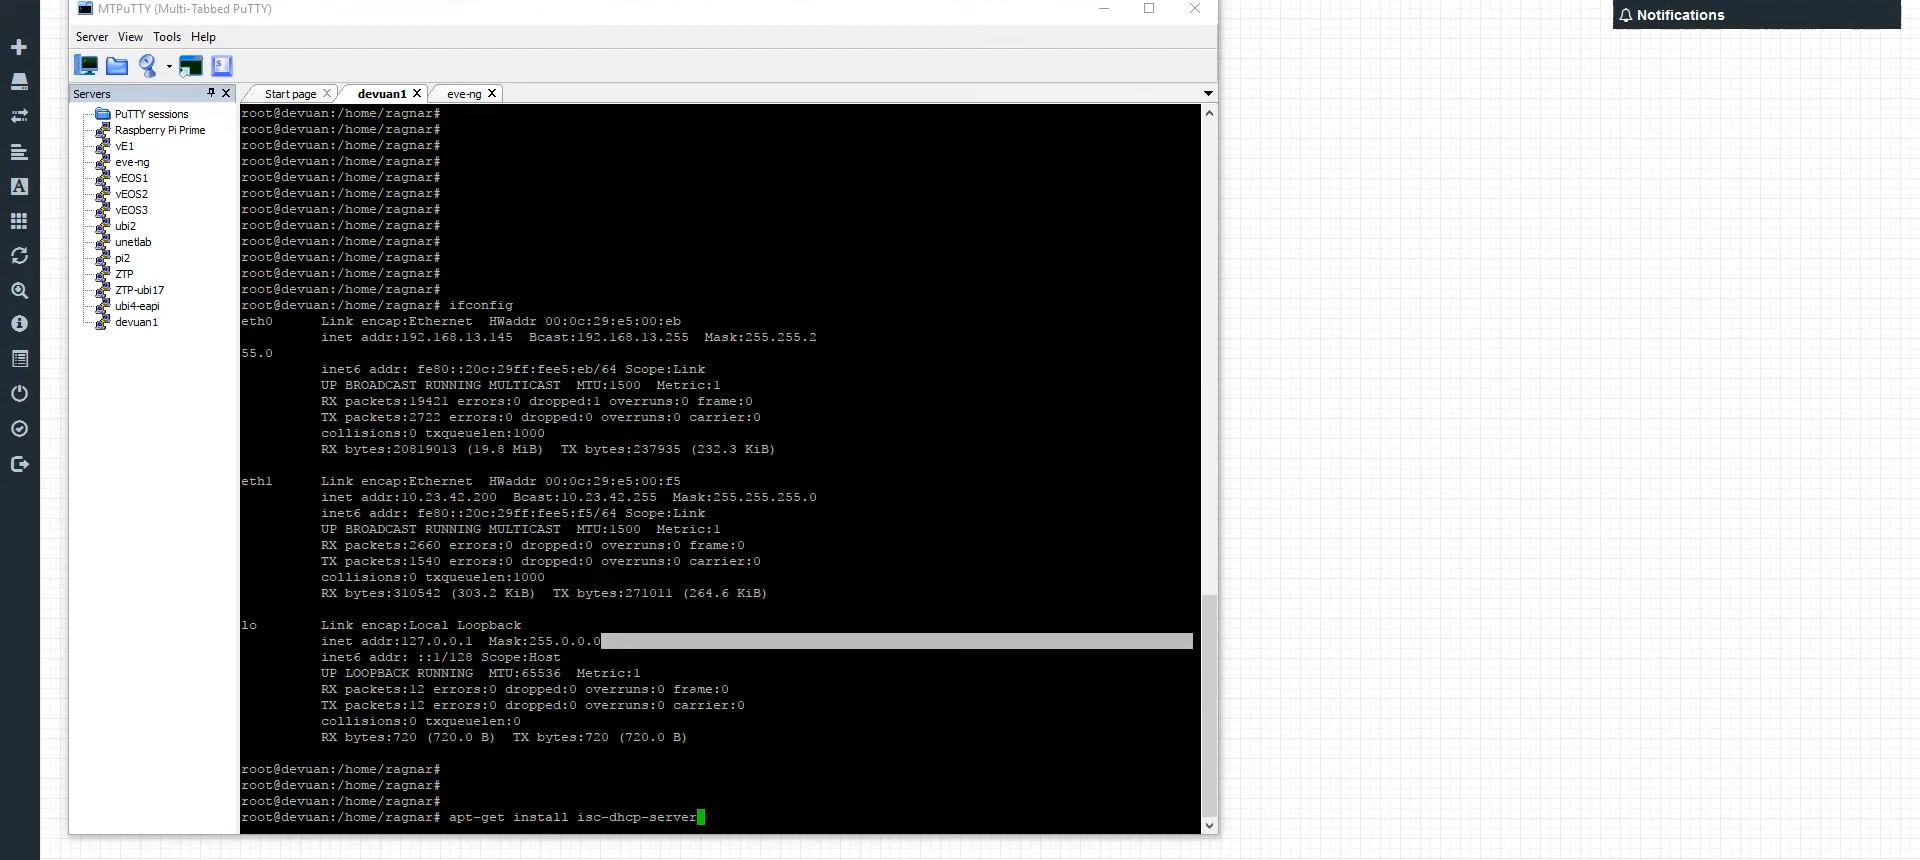 MTPuTTY (Multi-Tabbed PuTTY)
Notifications
Server View Tools Help
Servers
Start page devuan1 eve-ng
PuTTY sessions
Raspberry Pi Prime
vE1
eve-ng
vEOS1
vEOS2
vEOS3
ubi2
unetlab
pi2
ZTP
ZTP-ubi17
ubi4-eapi
devuan1
root@devuan:/home/ragnar#
root@devuan:/home/ragnar#
root@devuan:/home/ragnar#
root@devuan:/home/ragnar#
root@devuan:/home/ragnar#
root@devuan:/home/ragnar#
root@devuan:/home/ragnar#
root@devuan:/home/ragnar#
root@devuan:/home/ragnar#
root@devuan:/home/ragnar#
root@devuan:/home/ragnar#
root@devuan:/home/ragnar#
root@devuan:/home/ragnar# ifconfig
eth0 Link encap:Ethernet HWaddr 00:0c:29:e5:00:eb
inet addr:192.168.13.145 Bcast:192.168.13.255 Mask:255.255.2
55.0
inet6 addr: fe80::20c:29ff:fee5:eb/64 Scope:Link
UP BROADCAST RUNNING MULTICAST MTU:1500 Metric:1
RX packets:19421 errors:0 dropped:1 overruns:0 frame:0
TX packets:2722 errors:0 dropped:0 overruns:0 carrier:0
collisions:0 txqueuelen:1000
RX bytes:20819013 (19.8 MiB) TX bytes:237935 (232.3 KiB)
eth1 Link encap:Ethernet HWaddr 00:0c:29:e5:00:f5
inet addr:10.23.42.200 Bcast:10.23.42.255 Mask:255.255.255.0
inet6 addr: fe80::20c:29ff:fee5:f5/64 Scope:Link
UP BROADCAST RUNNING MULTICAST MTU:1500 Metric:1
RX packets:2660 errors:0 dropped:0 overruns:0 frame:0
TX packets:1540 errors:0 dropped:0 overruns:0 carrier:0
collisions:0 txqueuelen:1000
RX bytes:310542 (303.2 KiB) TX bytes:271011 (264.6 KiB)
lo Link encap:Local Loopback
inet addr:127.0.0.1 Mask:255.0.0.0
inet6 addr: ::1/128 Scope:Host
UP LOOPBACK RUNNING MTU:65536 Metric:1
RX packets:12 errors:0 dropped:0 overruns:0 frame:0
TX packets:12 errors:0 dropped:0 overruns:0 carrier:0
collisions:0 txqueuelen:0
RX bytes:720 (720.0 B) TX bytes:720 (720.0 B)
root@devuan:/home/ragnar#
root@devuan:/home/ragnar#
root@devuan:/home/ragnar#
root@devuan:/home/ragnar# apt-get install isc-dhcp-server